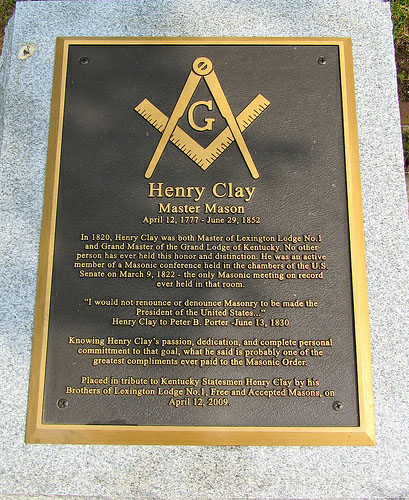 G
Henry Clay
Master Mason
April 12, 1777 - June 29, 1852
In 1820, Henry Clay was both Master of Lexington Lodge No.1
and Grand Master of the Grand Lodge of Kentucky. No other
person has ever held this honor and distinction. He was an active
member of a Masonic conference held in the chambers of the U.S.
Senate on March 9, 1822 - the only Masonic meeting on record
ever held in that room.
"I would not renounce or denounce Masonry to be made the
President of the United States..."
Henry Clay to Peter B. Porter -June 13, 1830
Knowing Henry Clay's passion, dedication, and complete personal
committment to that goal, what he said is probably one of the
greatest compliments ever paid to the Masonic Order.
Placed in tribute to Kentucky Statesmen Henry Clay by his
Brothers of Lexington Lodge No.1, Free and Accepted Masons, on
April 12, 2009.